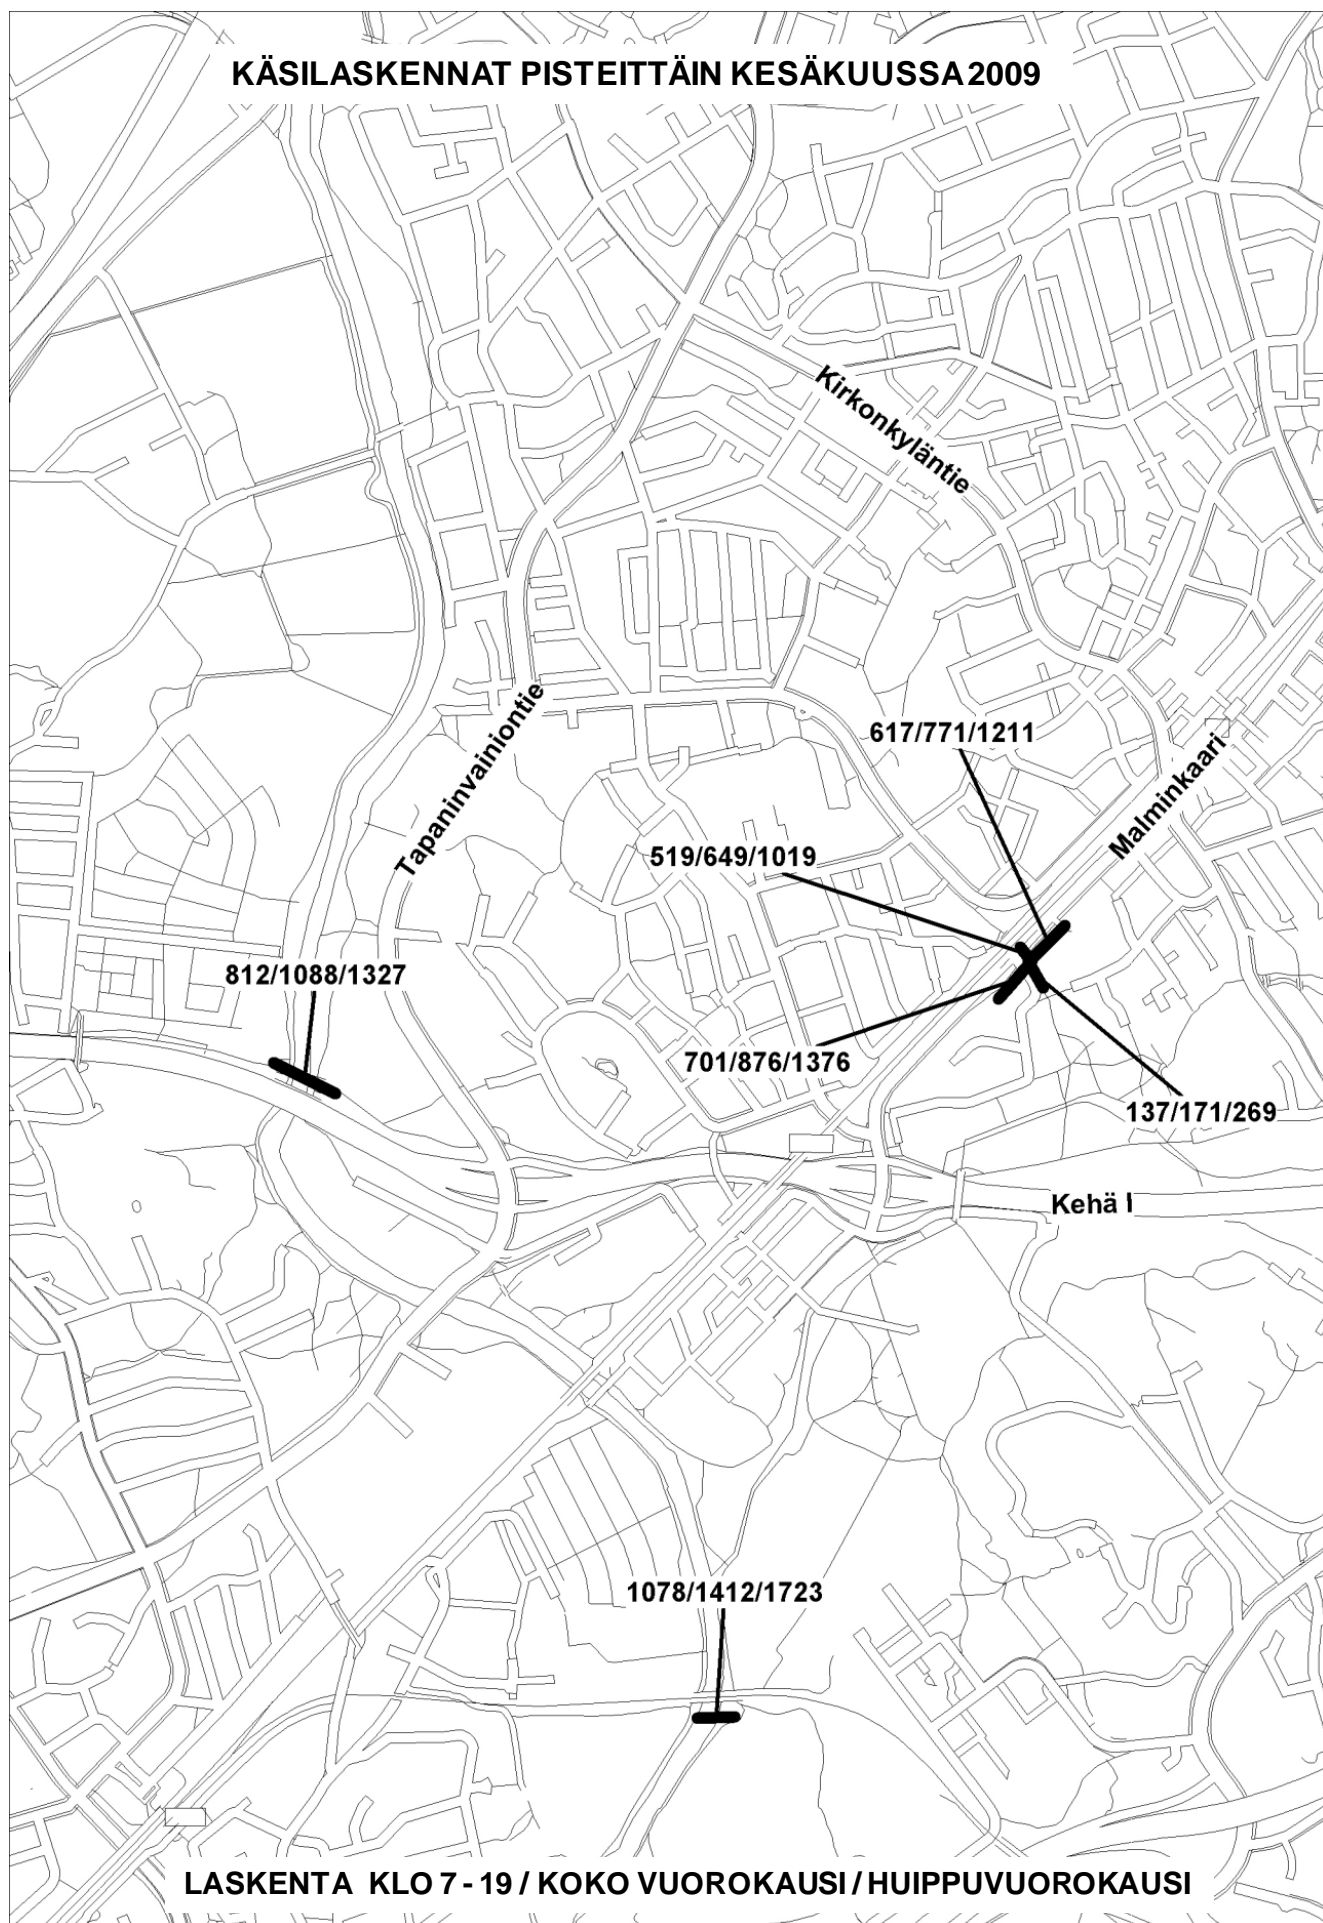 KÄSILASKENNAT PISTEITTÄIN KESÄKUUSSA 2009
Kirkonkyläntie
Tapaninvainiontie
617/771/1211
Malminkaari
519/649/1019
812/1088/1327
701/876/1376
137/171/269
Kehä I
1078/1412/1723
LASKENTA KLO 7 - 19 / KOKO VUOROKAUSI / HUIPPUVUOROKAUSI